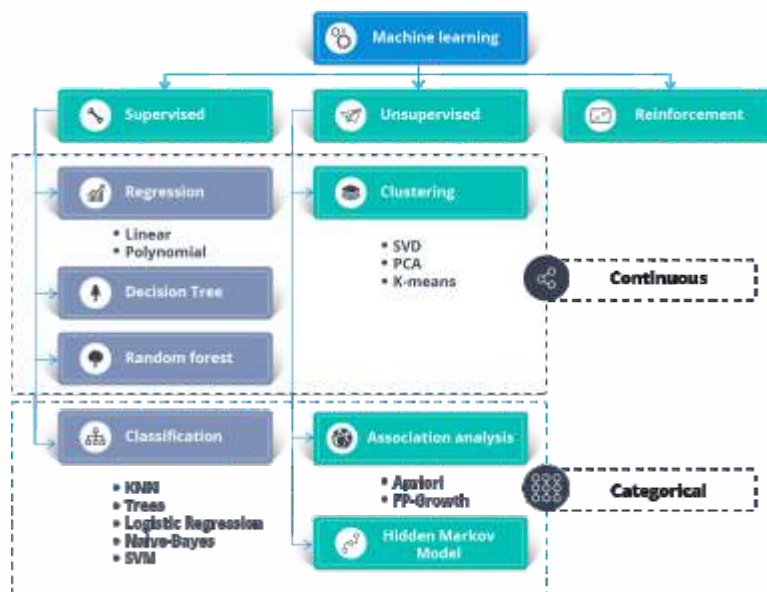 Machine learning
Supervised
Unsupervised
Reinforcement
Regression
• Linear
• Polynomial
Decision Tree
Random forest
Clustering
• SVD
• PCA
• K-means
Continuous
Classification
• KNN
• Trees
• Logistic Regression
• Naive-Bayes
• SVM
Association analysis
• Apriori
• FP-Growth
Hidden Markov
Model
Categorical